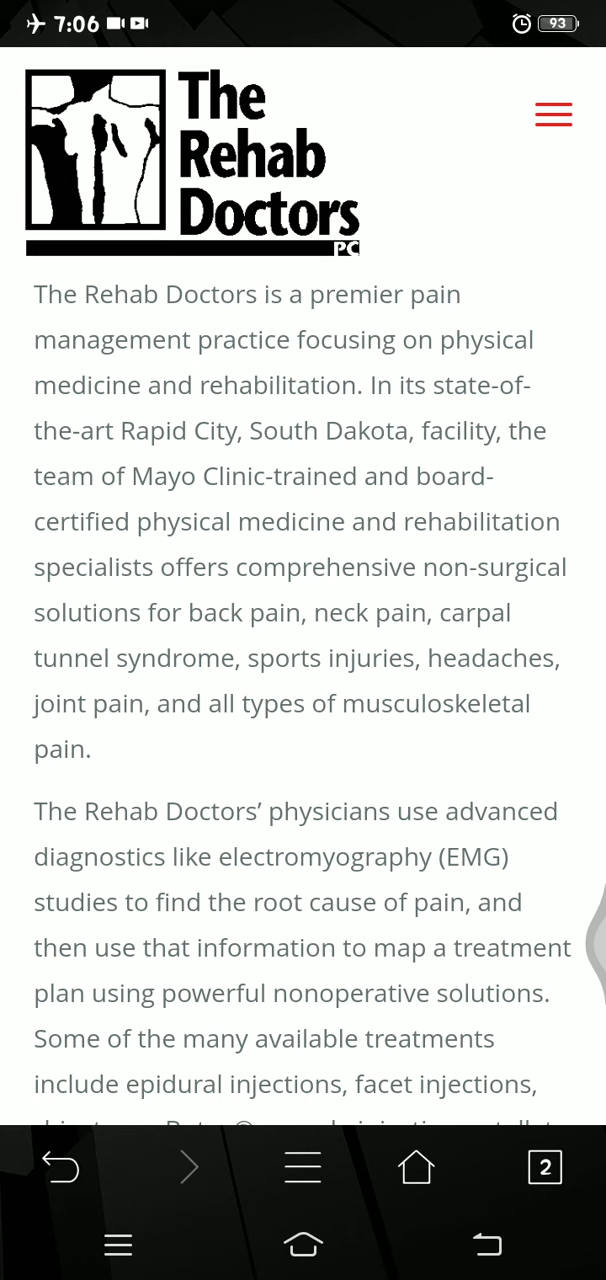 7:06
93
The
Rehab
Doctors
PC
The Rehab Doctors is a premier pain
management practice focusing on physical
medicine and rehabilitation. In its state-of-
the-art Rapid City, South Dakota, facility, the
team of Mayo Clinic-trained and board-
certified physical medicine and rehabilitation
specialists offers comprehensive non-surgical
solutions for back pain, neck pain, carpal
tunnel syndrome, sports injuries, headaches,
joint pain, and all types of musculoskeletal
pain.
The Rehab Doctors’ physicians use advanced
diagnostics like electromyography (EMG)
studies to find the root cause of pain, and
then use that information to map a treatment
plan using powerful nonoperative solutions.
Some of the many available treatments
include epidural injections, facet injections,
2